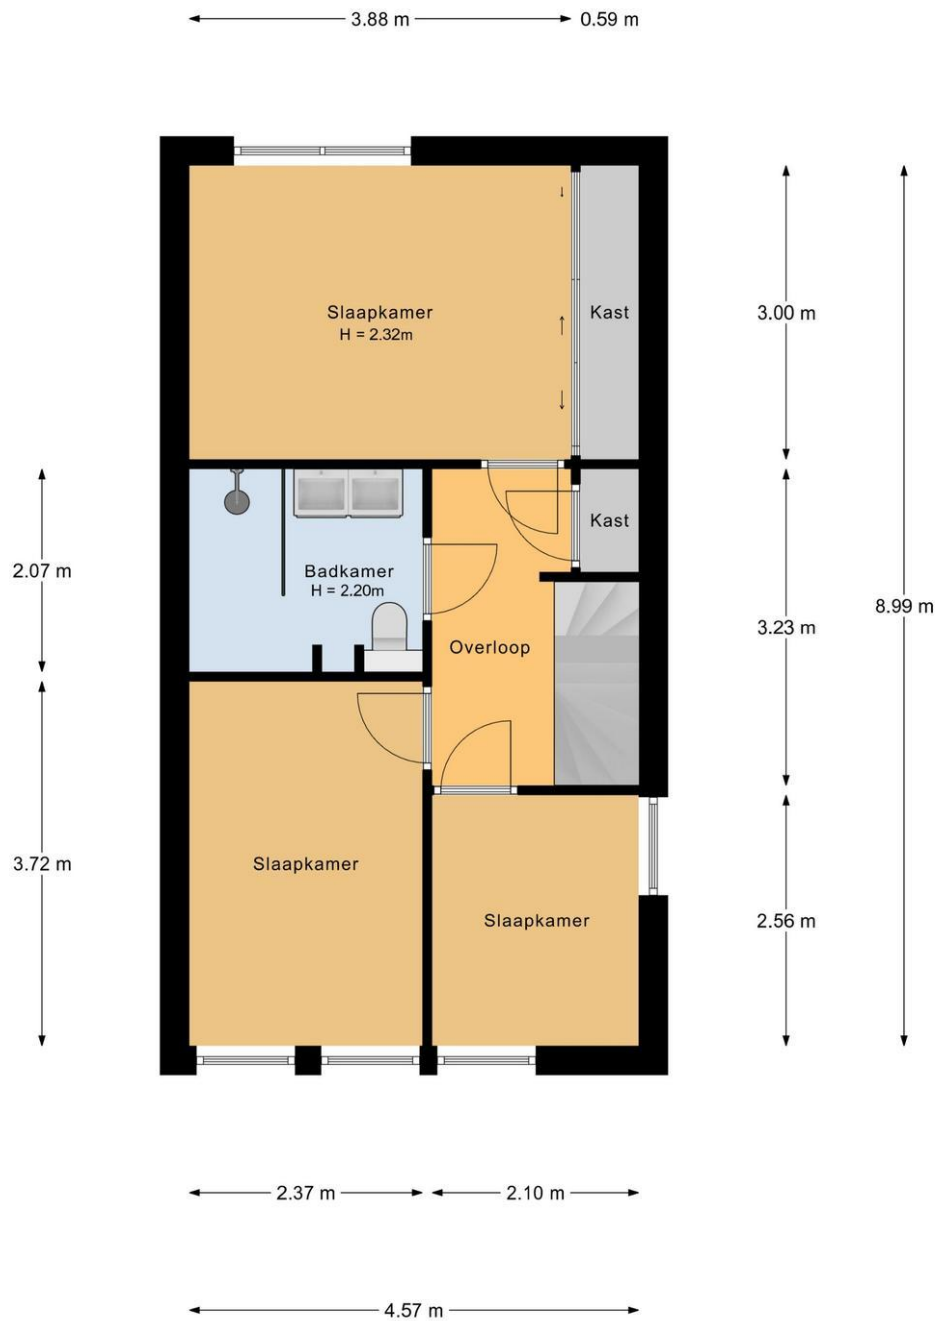 3.88 m
0.59 m
Slaapkamer
H = 2.32m
Kast
3.00 m
Kast
2.07 m
Badkamer
H = 2.20m
8.99 m
3.23 m
Overloop
3.72 m
Slaapkamer
Slaapkamer
2.56 m
2.37 m
2.10 m
4.57 m